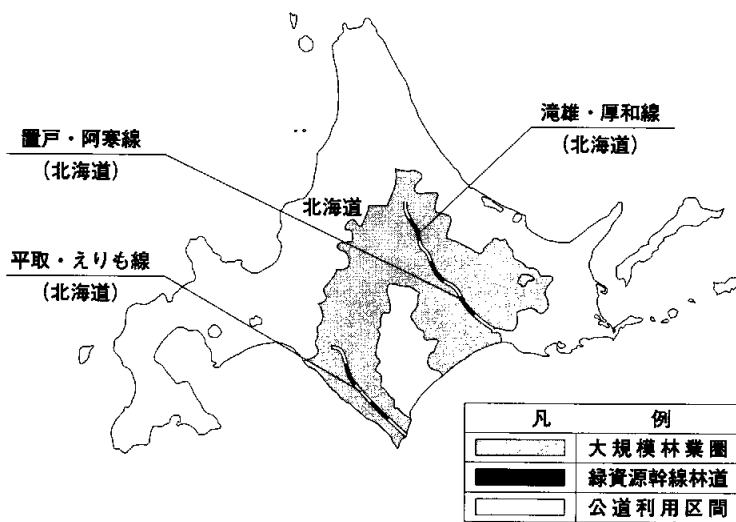 滝雄・厚和線
(北海道)
置戸・阿寒線
(北海道)
北海道
平取・えりも線
(北海道)
凡 例
大規模林業圏
緑資源幹線林道
公道利用区間